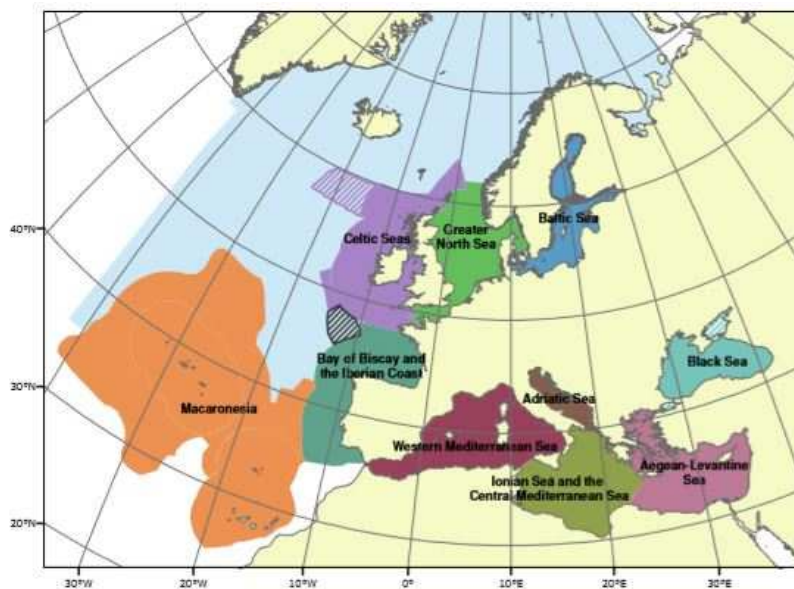 40°N
30°N
20°N
Celtic Seas
Greater
North Sea
Baltic Sea
Bay of Biscay and
the Iberian Coast
Black Sea
Macaronesia
Adriatic Sea
Western Mediterranean Sea
Aegean-Levantine
Sea
Ionian Sea and the
Central Mediterranean Sea
30°W
20°W
10°W
0°
10°E
20°E
30°E